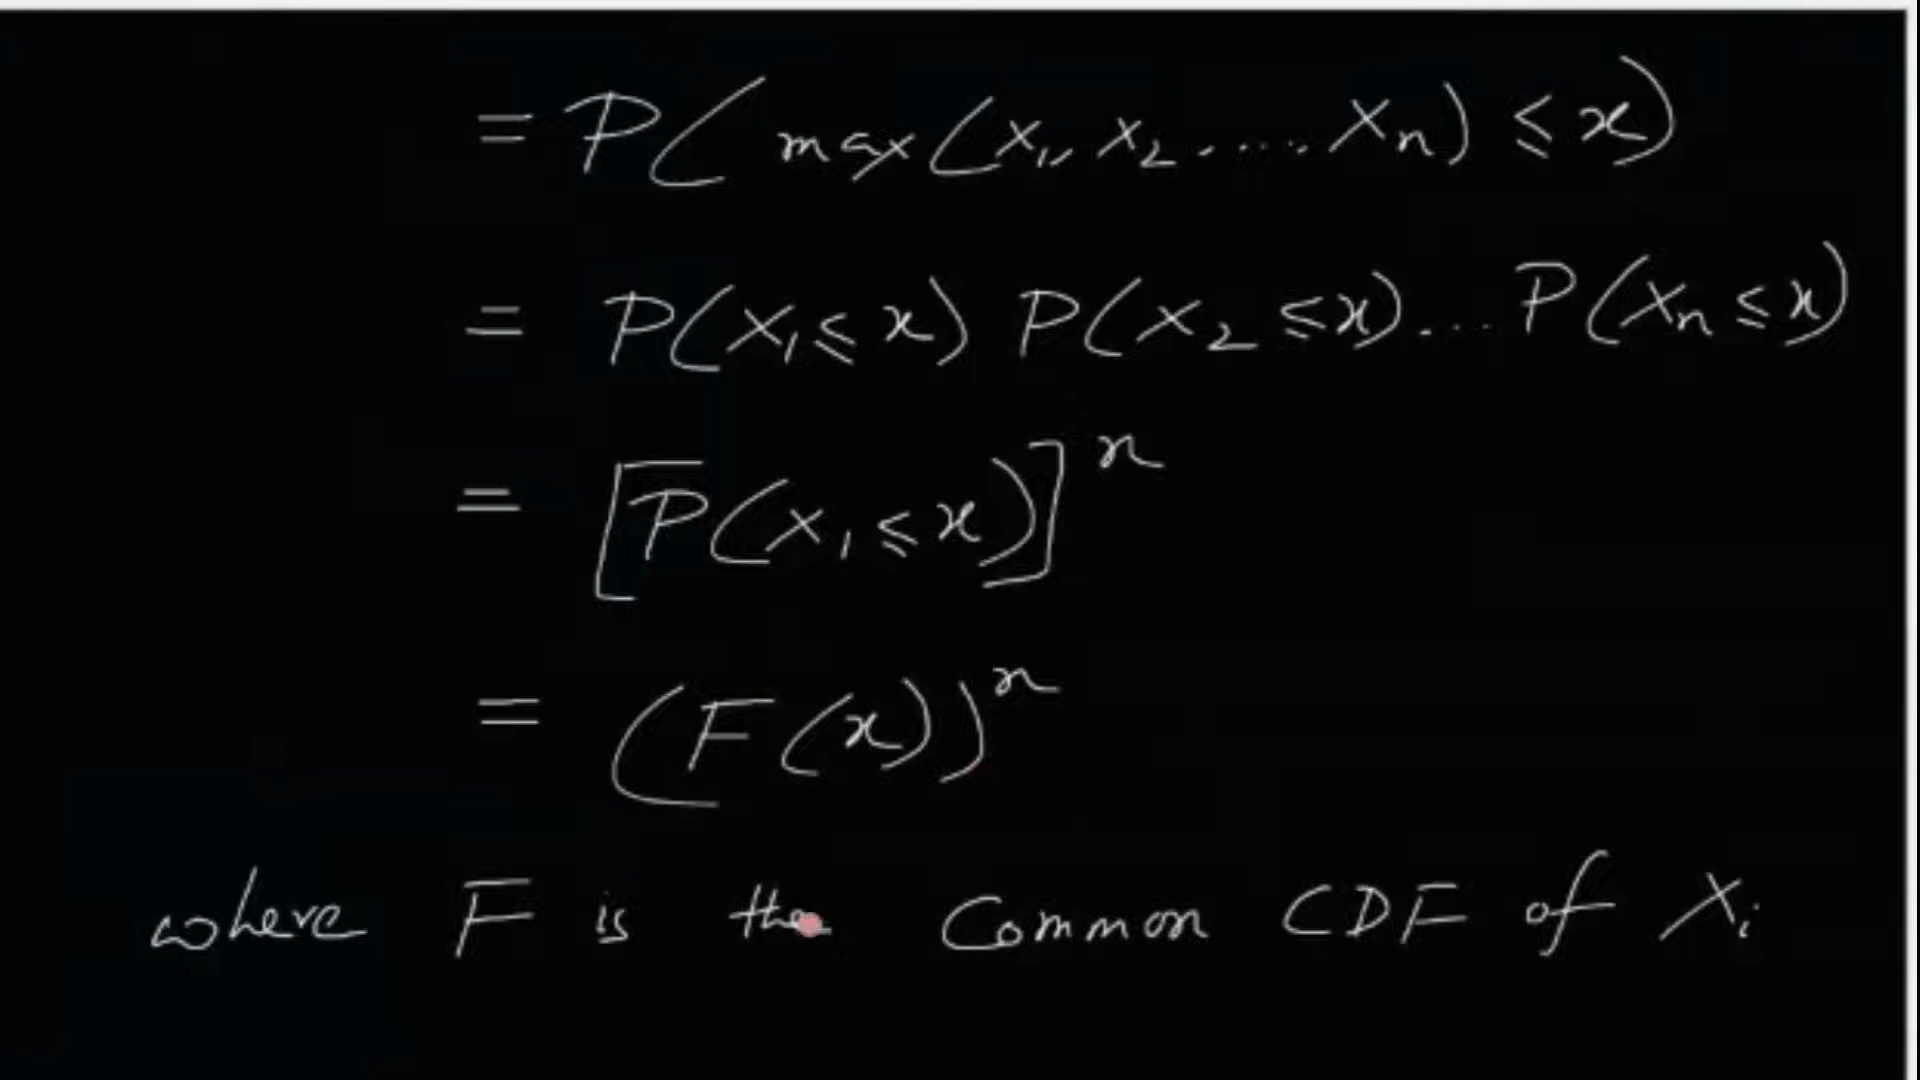 = P(max(X₁, X₂.....Xn) ≤ x)
= P(X₁ ≤ x) P(X₂ ≤ x)... P(Xn ≤ x)
= [P(X₁ ≤ x)]ⁿ
= (F(x))ⁿ
where F is the Common CDF of Xᵢ